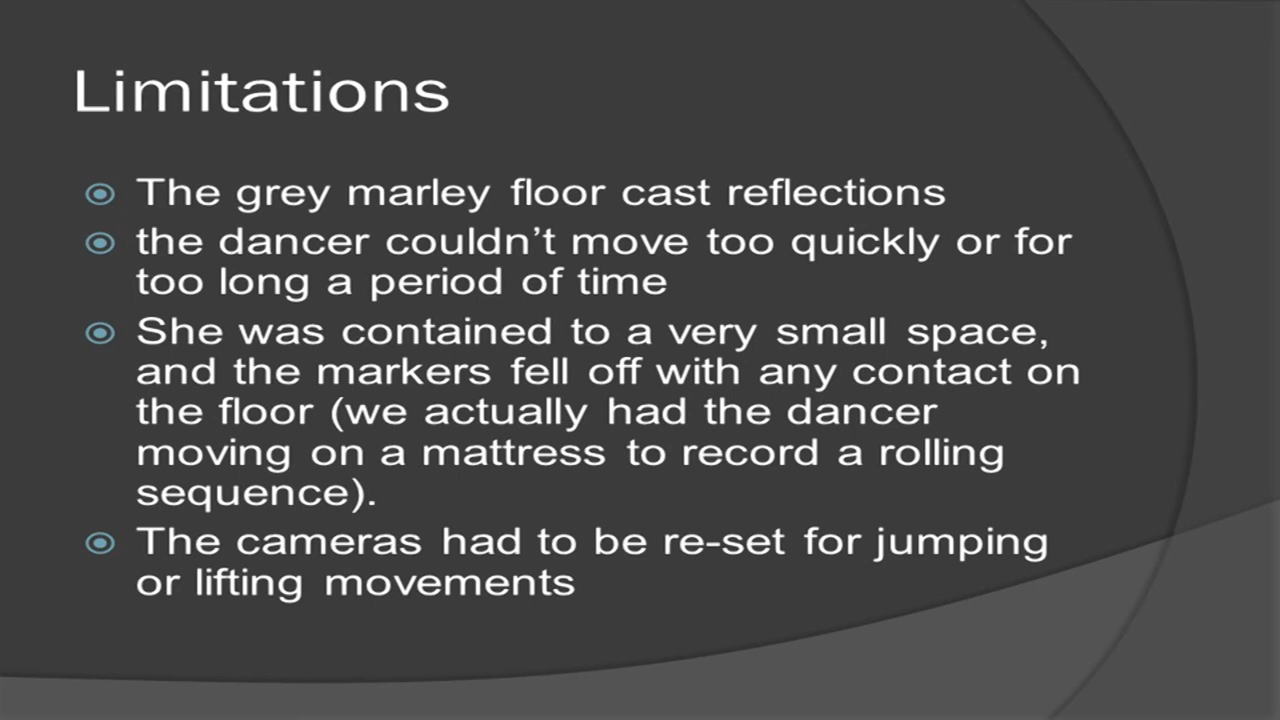 Limitations
The grey marley floor cast reflections
the dancer couldn’t move too quickly or for
too long a period of time
She was contained to a very small space,
and the markers fell off with any contact on
the floor (we actually had the dancer
moving on a mattress to record a rolling
sequence).
The cameras had to be re-set for jumping
or lifting movements